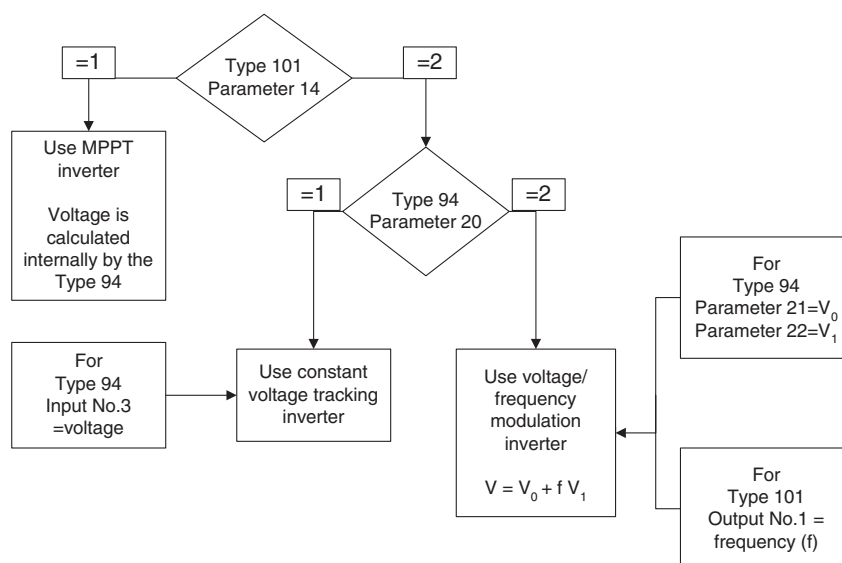 =1
Type 101
Parameter 14
=2
Use MPPT
inverter
Voltage is
calculated
internally by the
Type 94
=1
Type 94
Parameter 20
=2
For
Type 94
Parameter 21=V₀
Parameter 22=V₁
For
Type 94
Input No.3
=voltage
Use constant
voltage tracking
inverter
Use voltage/
frequency
modulation
inverter
V = V₀ + f V₁
For
Type 101
Output No.1 =
frequency (f)